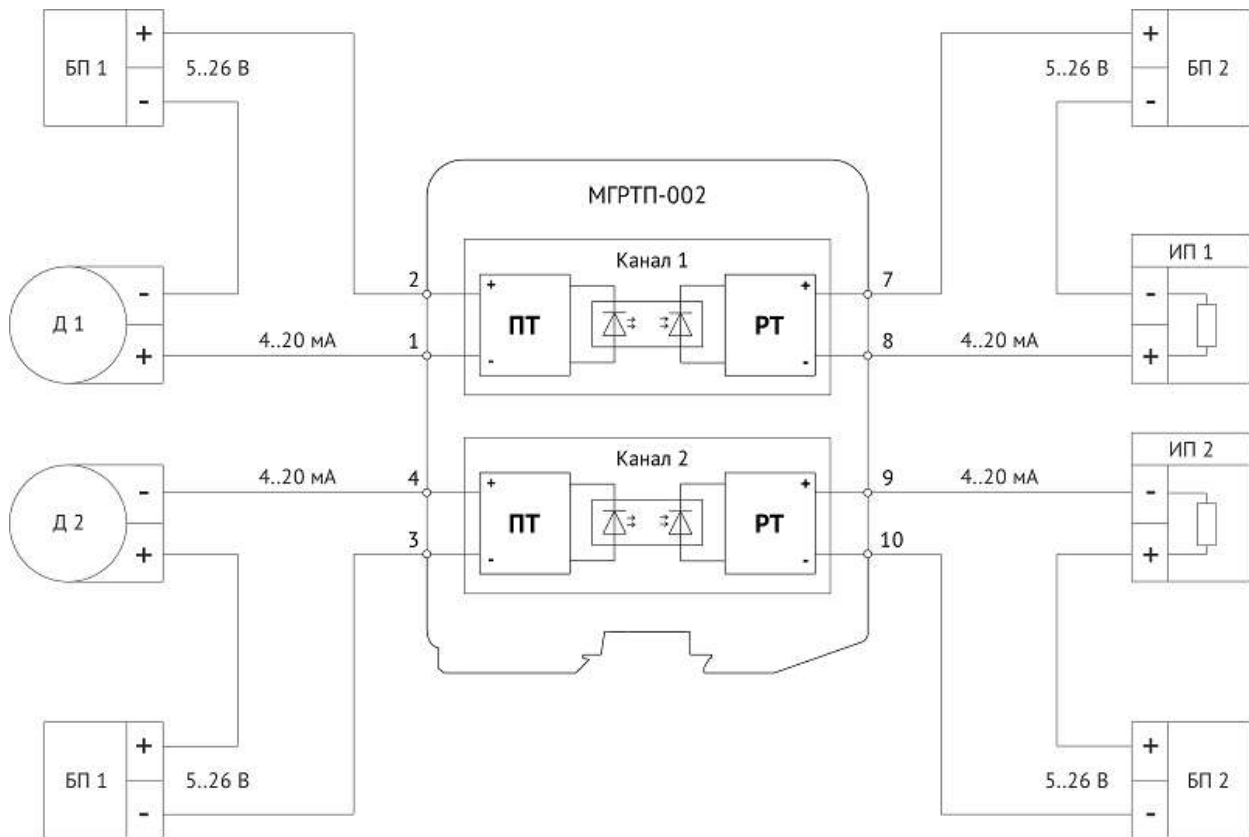 БП 1
+
-
5..26 В
5..26 В
+
-
БП 2
МГРТП-002
Д 1
-
+
4..20 мА
2
1
Канал 1
+
-
ПТ
РТ
+
-
7
8
4..20 мА
ИП 1
-
+
Д 2
-
+
4..20 мА
4
3
Канал 2
+
-
ПТ
РТ
+
-
9
10
4..20 мА
ИП 2
-
+
БП 1
+
-
5..26 В
5..26 В
+
-
БП 2